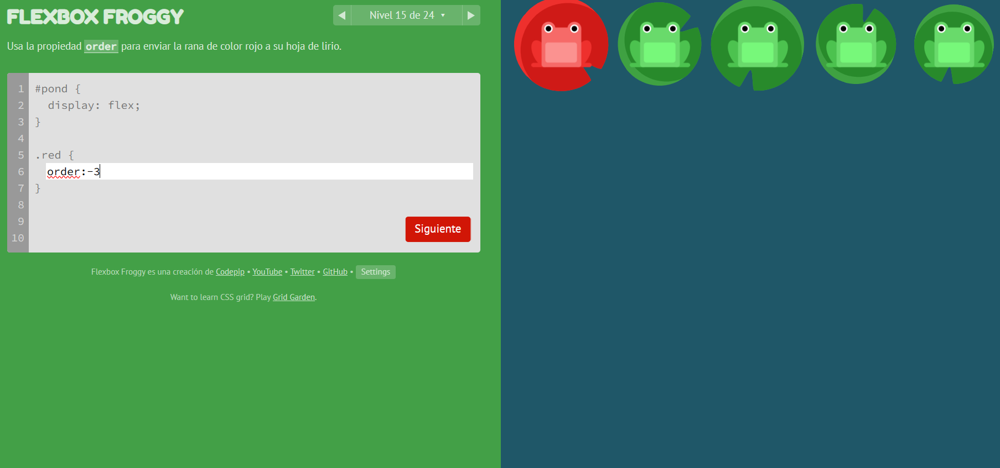 FLEXBOX FROGGY
◀ Nivel 15 de 24 ▼ ▶
Usa la propiedad order para enviar la rana de color rojo a su hoja de lirio.
1 #pond {
2   display: flex;
3 }
4
5 .red {
6   order:-3
7 }
8
9
10
Siguiente
Flexbox Froggy es una creación de Codepip • YouTube • Twitter • GitHub • Settings
Want to learn CSS grid? Play Grid Garden.